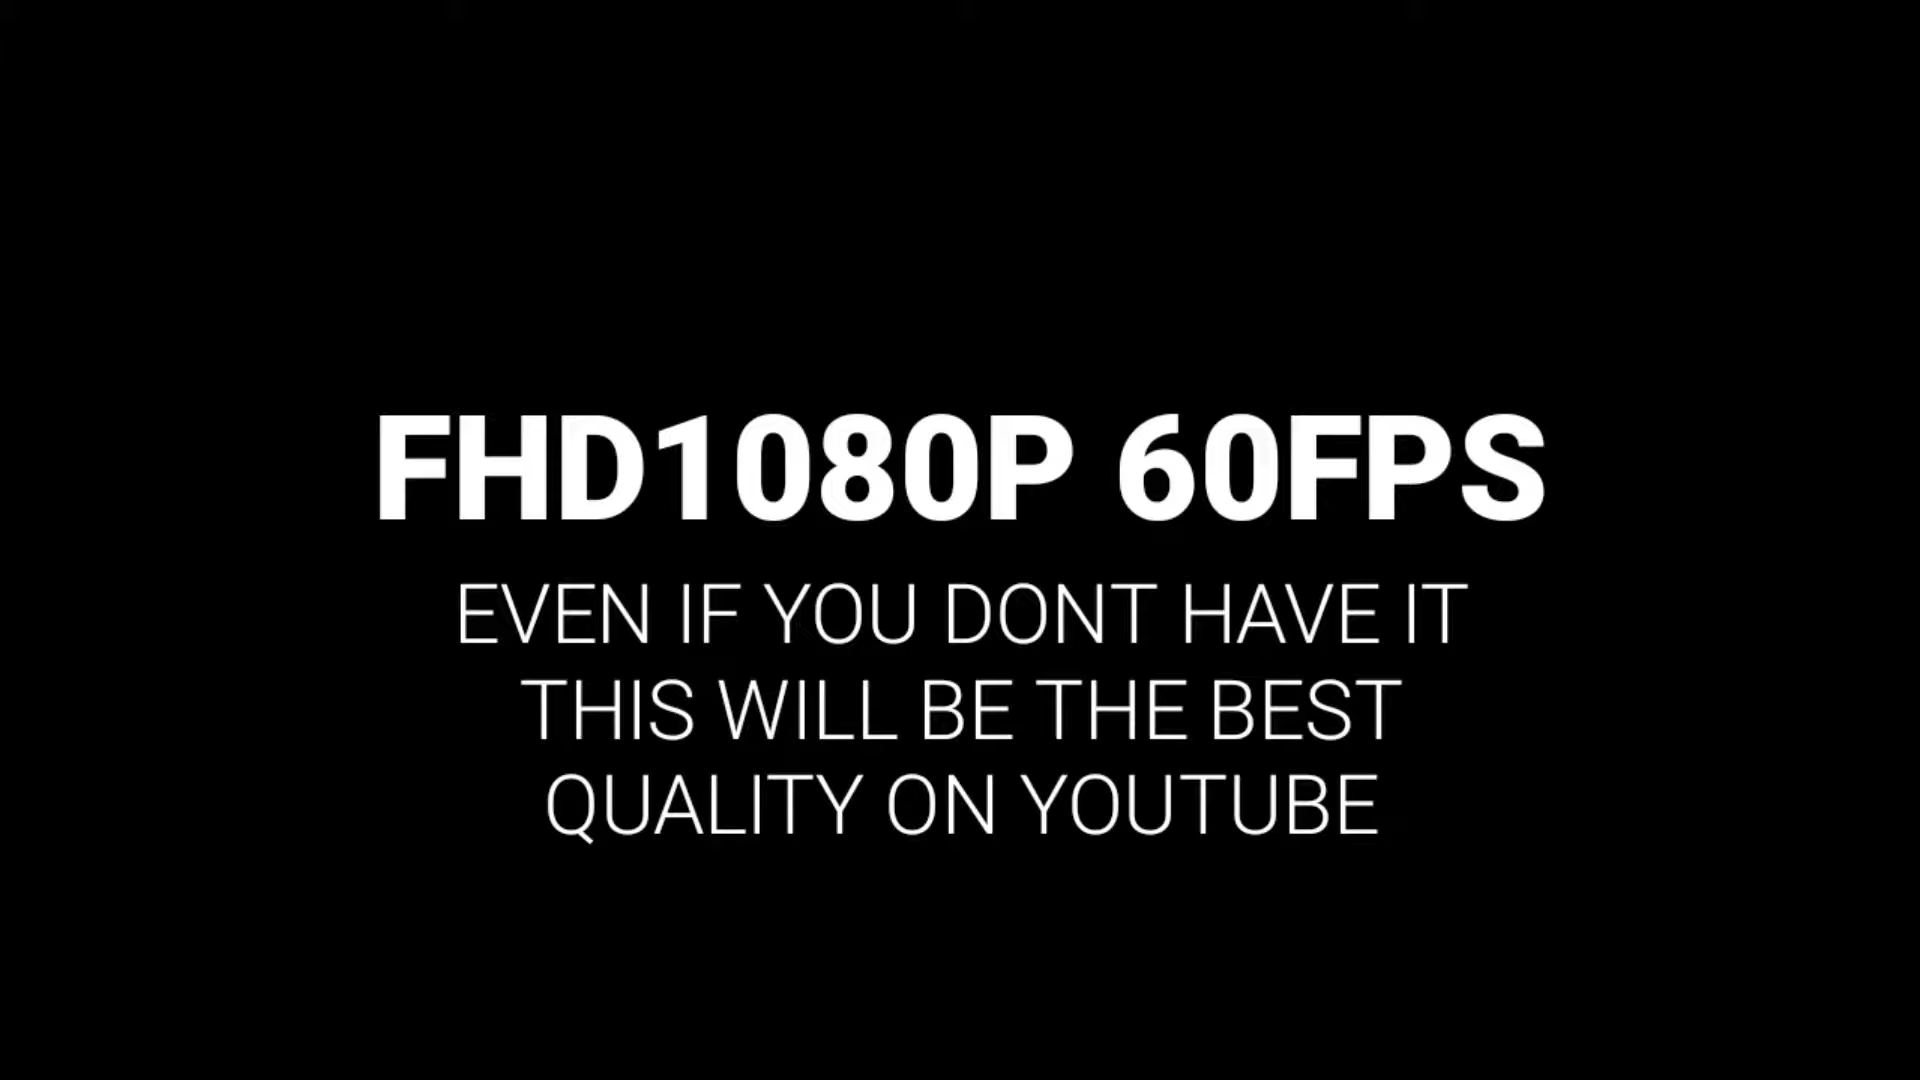 FHD1080P 60FPS
EVEN IF YOU DONT HAVE IT
THIS WILL BE THE BEST
QUALITY ON YOUTUBE